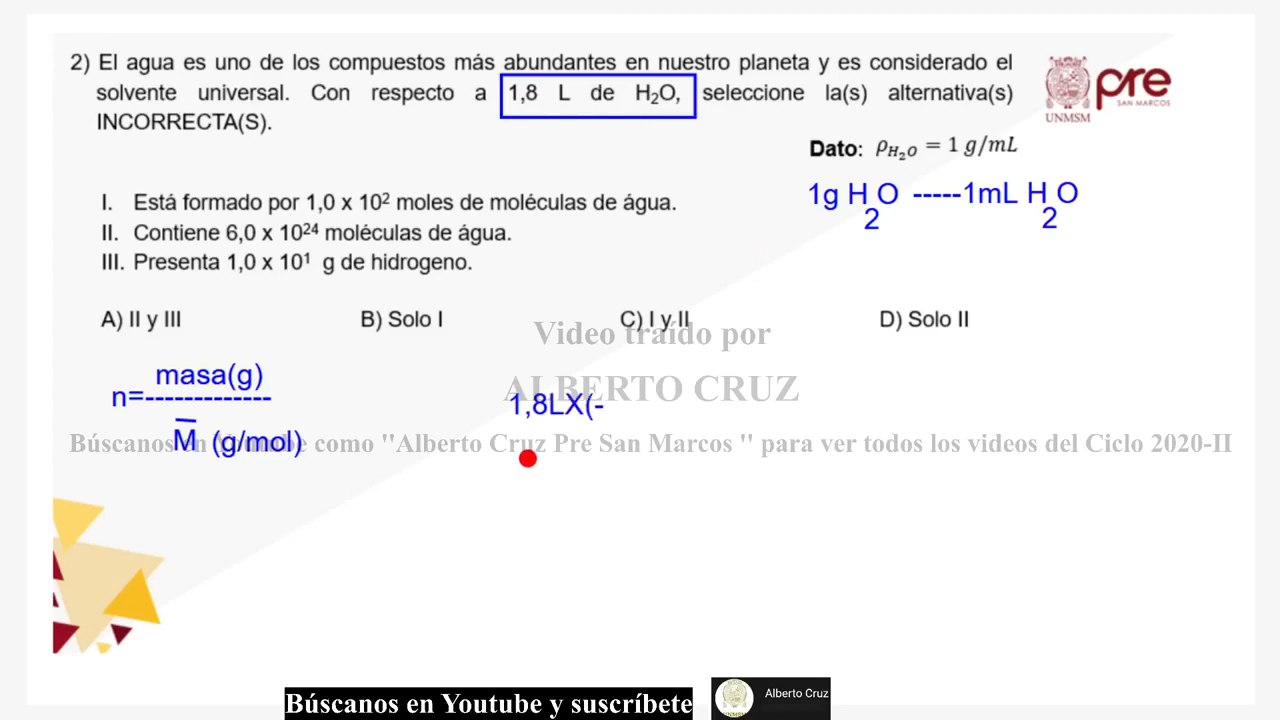 2) El agua es uno de los compuestos más abundantes en nuestro planeta y es considerado el
solvente universal. Con respecto a 1,8 L de H₂O, seleccione la(s) alternativa(s)
INCORRECTA(S).
pre
SAN MARCOS
UNMSM
Dato: ρH₂O = 1 g/mL
1g H₂O -----1mL H₂O
I. Está formado por 1,0 x 10² moles de moléculas de água.
II. Contiene 6,0 x 10²⁴ moléculas de água.
III. Presenta 1,0 x 10¹ g de hidrogeno.
A) II y III B) Solo I C) I y II D) Solo II
Video traído por
ALBERTO CRUZ
masa(g)
n=-------------
M̅ (g/mol)
1,8LX(-
Búscanos en Youtube como "Alberto Cruz Pre San Marcos " para ver todos los videos del Ciclo 2020-II
Búscanos en Youtube y suscríbete
Alberto Cruz
UNMSM